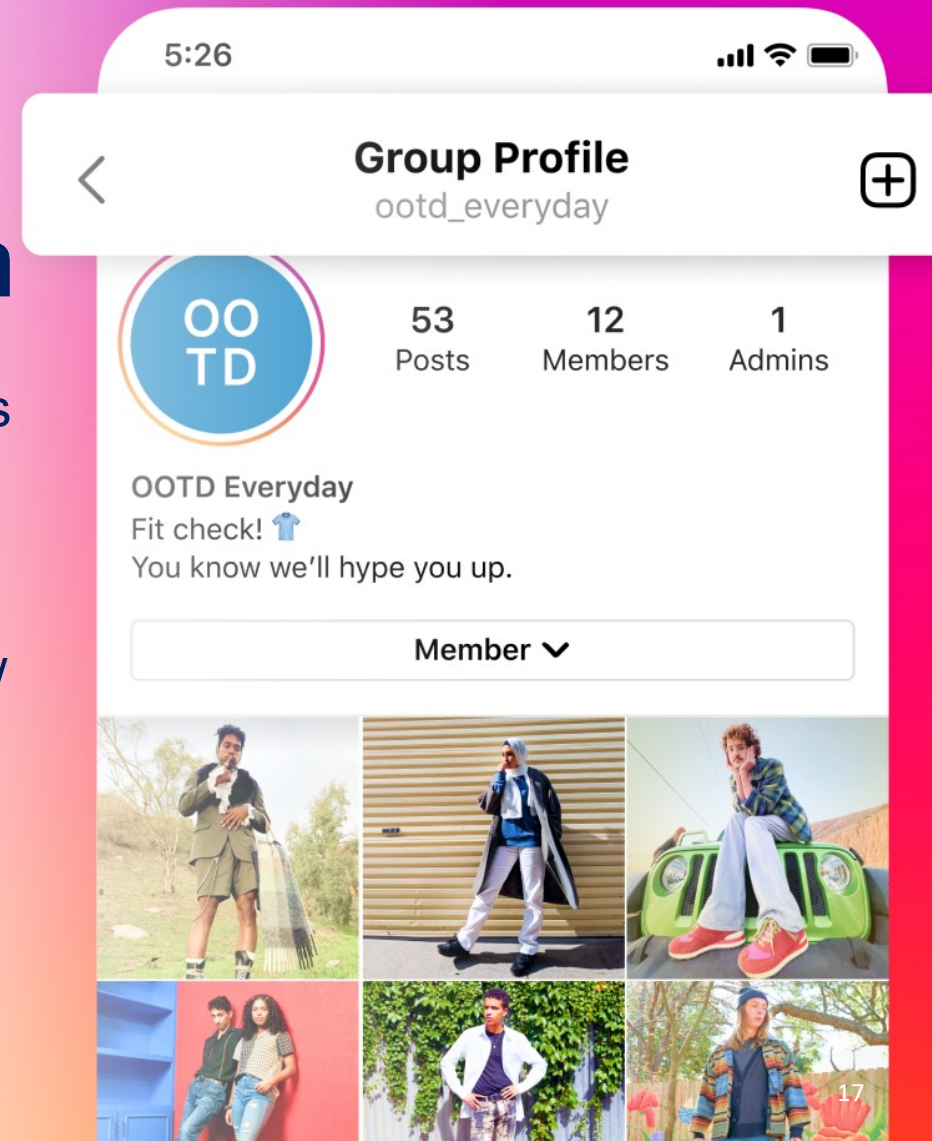 5:26
Group Profile
ootd_everyday
OO
TD
53
Posts
12
Members
1
Admins
OOTD Everyday
Fit check! 👕
You know we’ll hype you up.
Member
17